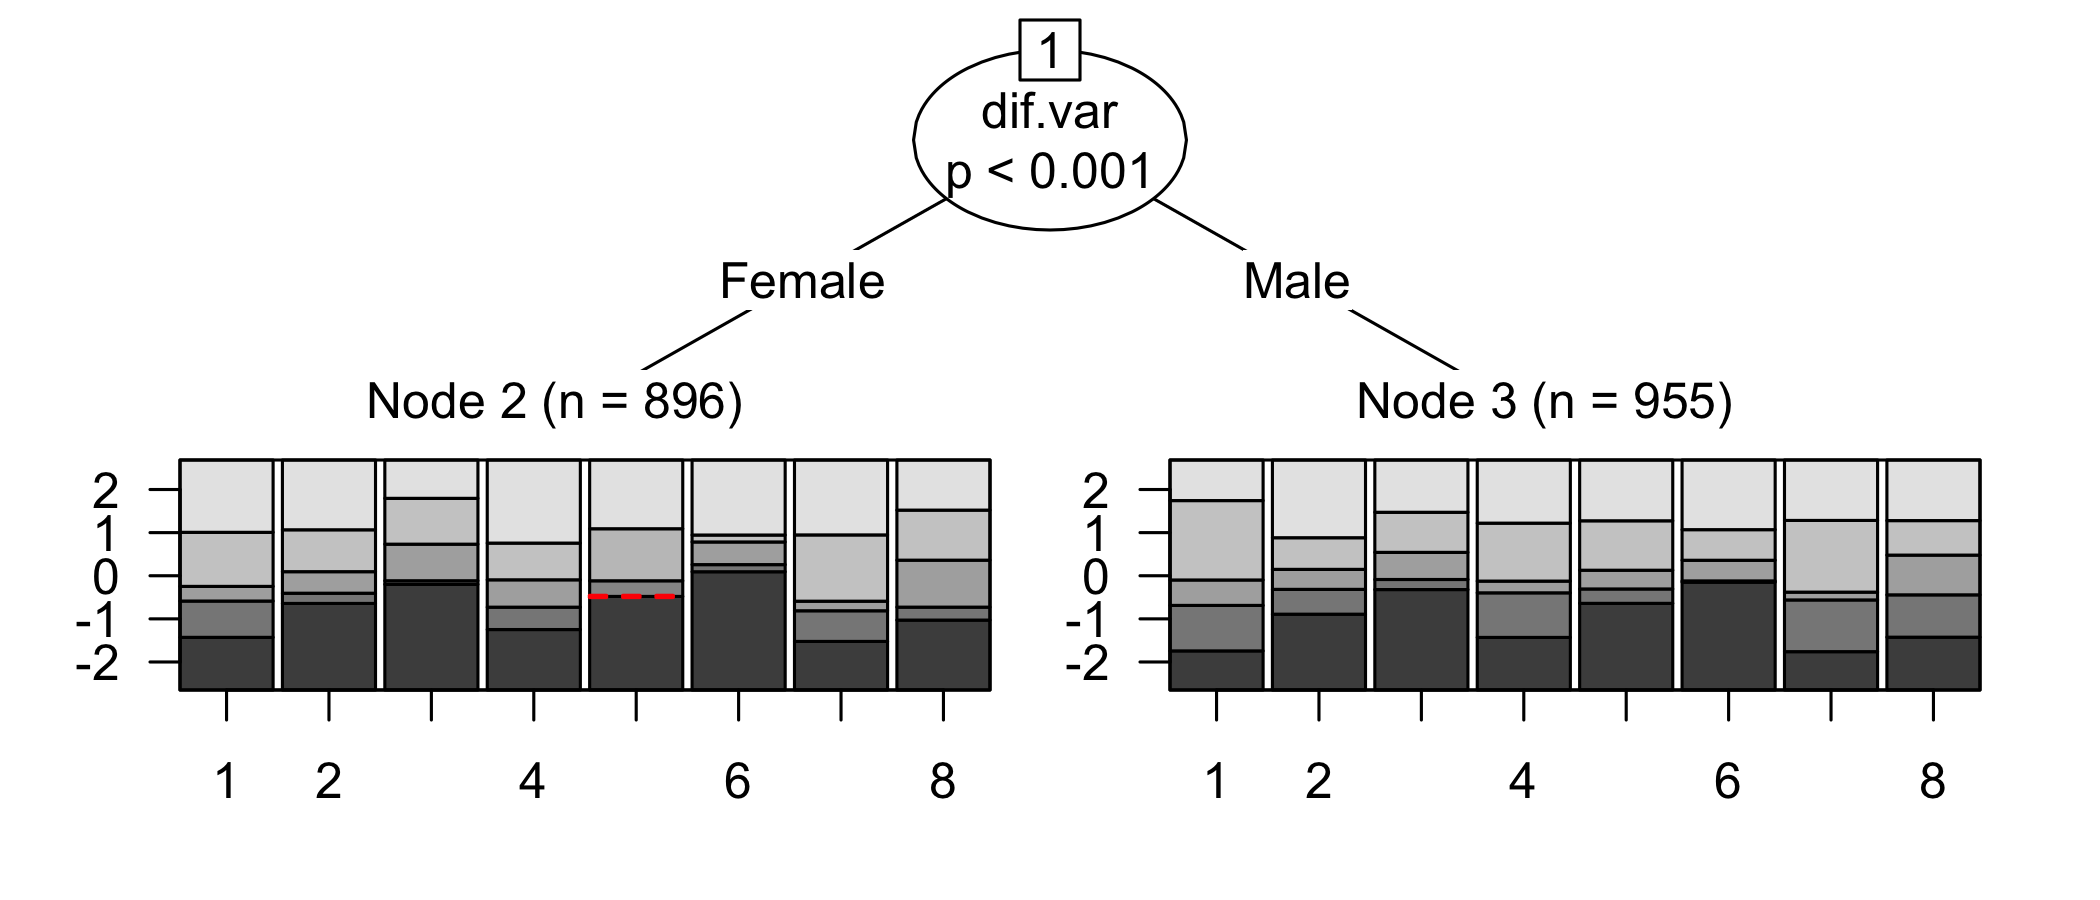 1
dif.var
p < 0.001
Female
Male
Node 2 (n = 896)
2
1
0
-1
-2
1 2 4 6 8
Node 3 (n = 955)
2
1
0
-1
-2
1 2 4 6 8